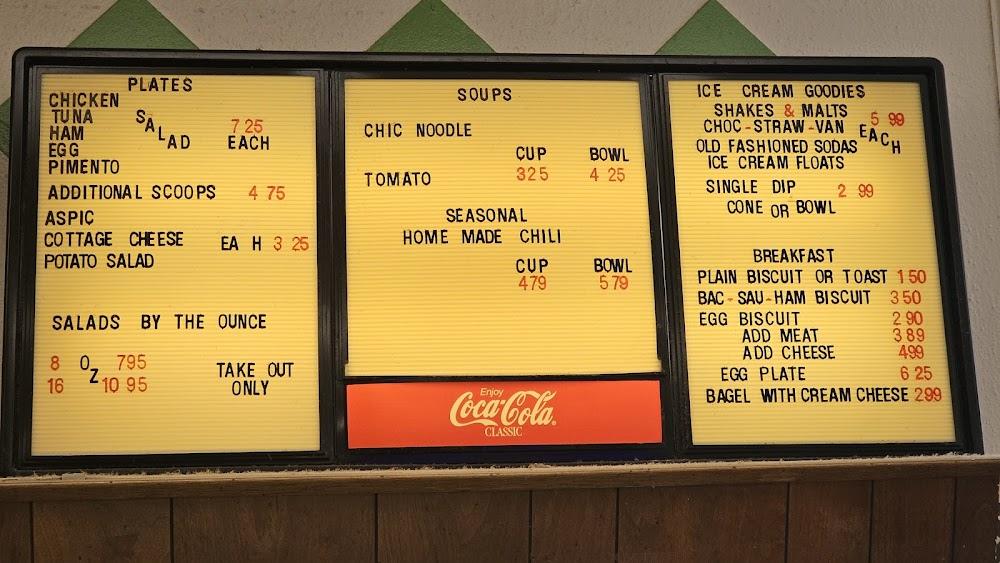 PLATES
CHICKEN
TUNA
HAM
EGG
PIMENTO
SALAD
7 25
EACH
ADDITIONAL SCOOPS 4 75
ASPIC
COTTAGE CHEESE EA H 3 25
POTATO SALAD
SALADS BY THE OUNCE
8 OZ 795
16 10 95
TAKE OUT
ONLY
SOUPS
CHIC NOODLE
CUP BOWL
TOMATO 325 4 25
SEASONAL
HOME MADE CHILI
CUP BOWL
479 579
Enjoy
Coca-Cola
CLASSIC
ICE CREAM GOODIES
SHAKES & MALTS
CHOC-STRAW-VAN
OLD FASHIONED SODAS
ICE CREAM FLOATS
5 99
EACH
SINGLE DIP 2 99
CONE OR BOWL
BREAKFAST
PLAIN BISCUIT OR TOAST 1 50
BAC-SAU-HAM BISCUIT 3 50
EGG BISCUIT 2 90
ADD MEAT 3 89
ADD CHEESE 499
EGG PLATE 6 25
BAGEL WITH CREAM CHEESE 299